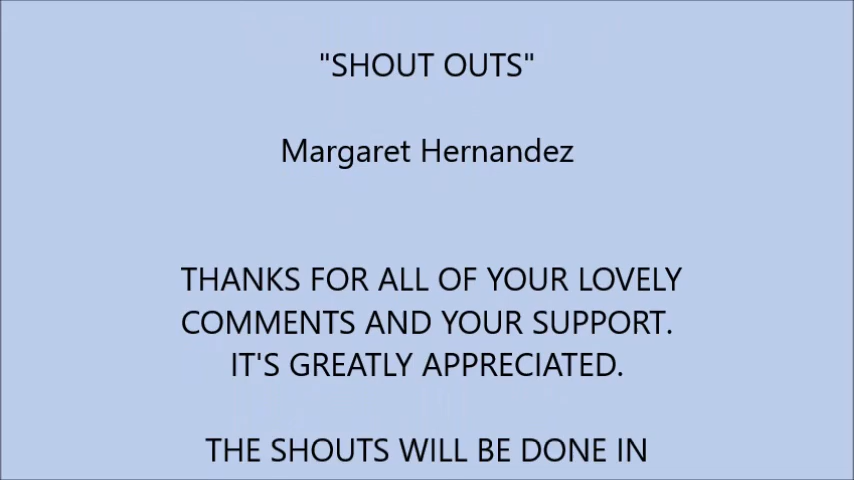 "SHOUT OUTS"
Margaret Hernandez
THANKS FOR ALL OF YOUR LOVELY
COMMENTS AND YOUR SUPPORT.
IT'S GREATLY APPRECIATED.
THE SHOUTS WILL BE DONE IN